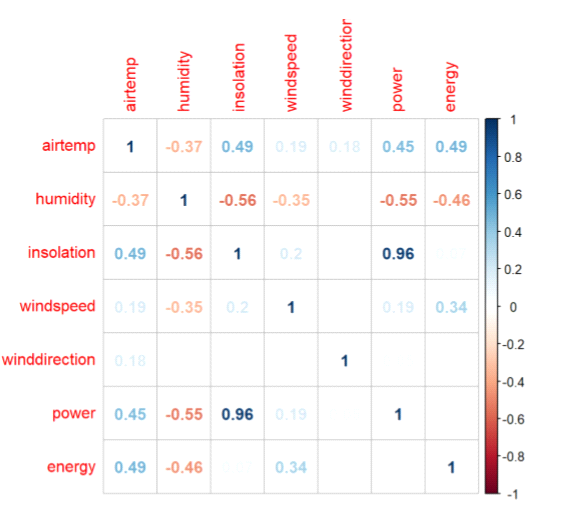 airtemp humidity insolation windspeed winddirection power energy
airtemp 1 -0.37 0.49 0.19 0.18 0.45 0.49 1
0.8
humidity -0.37 1 -0.56 -0.35 -0.55 -0.46 0.6
0.4
insolation 0.49 -0.56 1 0.2 0.96 0.2
windspeed 0.19 -0.35 0.2 1 0.19 0.34 0
-0.2
winddirection 0.18 1
-0.4
power 0.45 -0.55 0.96 0.19 1 -0.6
-0.8
energy 0.49 -0.46 0.34 1
-1